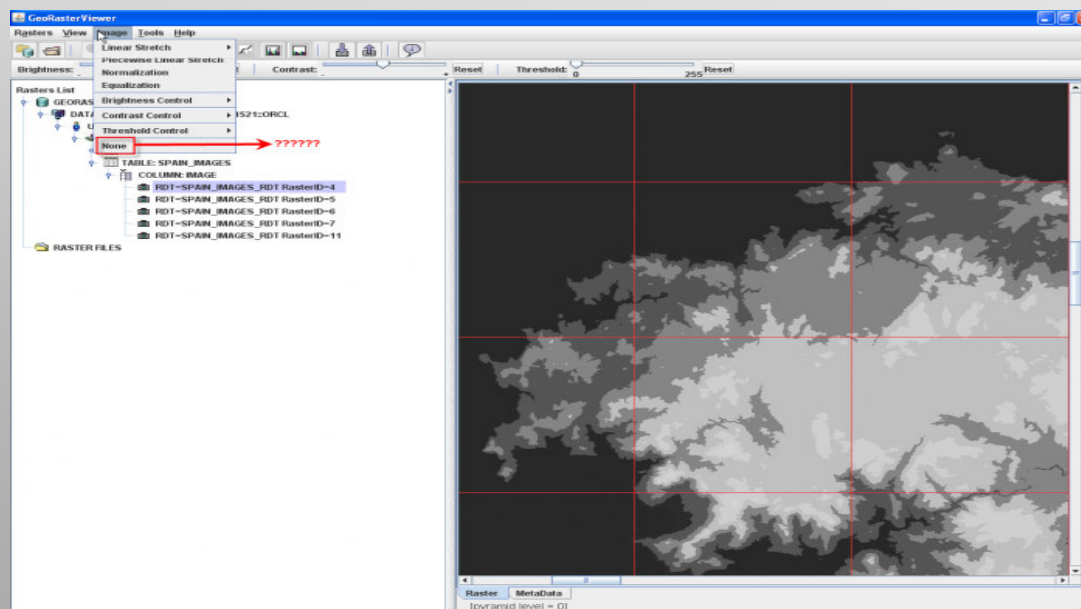 GeoRasterViewer
Rasters View Image Tools Help
Brightness: Contrast: Reset Threshold: 0 255 Reset
Linear Stretch
Piecewise Linear Stretch
Normalization
Equalization
Brightness Control
Contrast Control
Threshold Control
None
??????
Rasters List
GEORAS
DATA 1521::ORCL
U
TABLE: SPAIN_IMAGES
COLUMN: IMAGE
RDT=SPAIN_IMAGES_RDT RasterID=4
RDT=SPAIN_IMAGES_RDT RasterID=5
RDT=SPAIN_IMAGES_RDT RasterID=6
RDT=SPAIN_IMAGES_RDT RasterID=7
RDT=SPAIN_IMAGES_RDT RasterID=11
RASTER FILES
Raster MetaData
[pyramid level = 0]